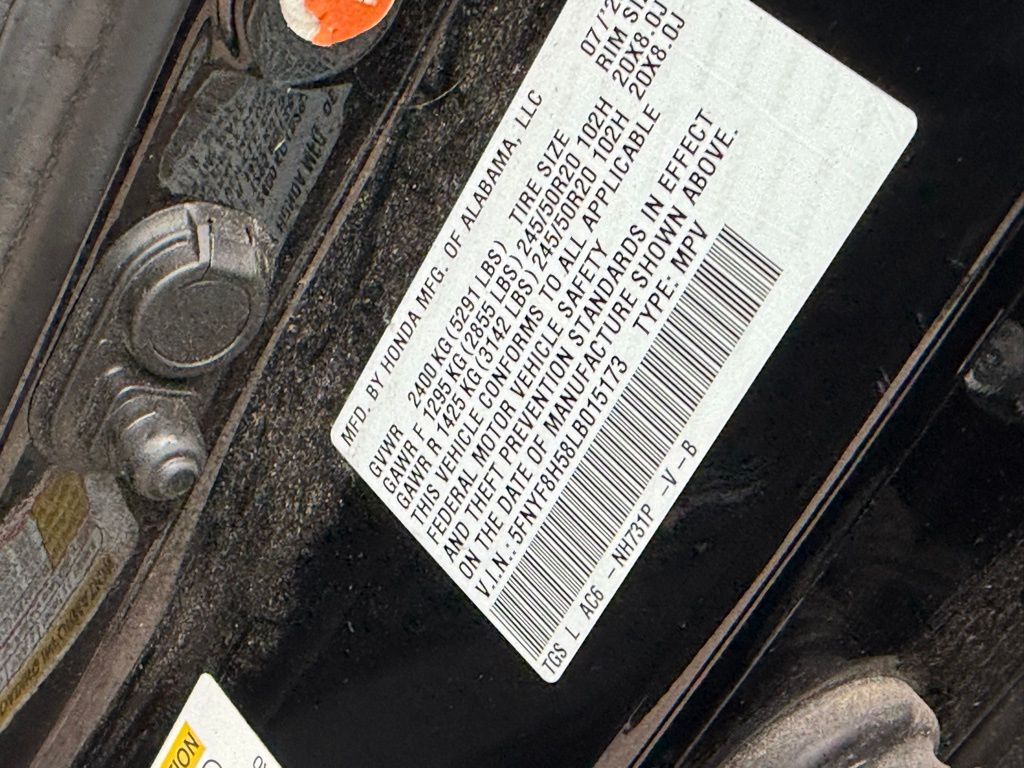 MFD. BY HONDA MFG. OF ALABAMA, LLC 07/2
GVWR 2400 KG (5291 LBS) TIRE SIZE RIM SIZ
GAWR F 1295 KG (2855 LBS) 245/50R20 102H 20X8.0J
GAWR R 1425 KG (3142 LBS) 245/50R20 102H 20X8.0J
THIS VEHICLE CONFORMS TO ALL APPLICABLE
FEDERAL MOTOR VEHICLE SAFETY
AND THEFT PREVENTION STANDARDS IN EFFECT
ON THE DATE OF MANUFACTURE SHOWN ABOVE.
V.I.N.: 5FNYF8H58LB015173 TYPE: MPV
TGS L AC6 -NH731P -V-B